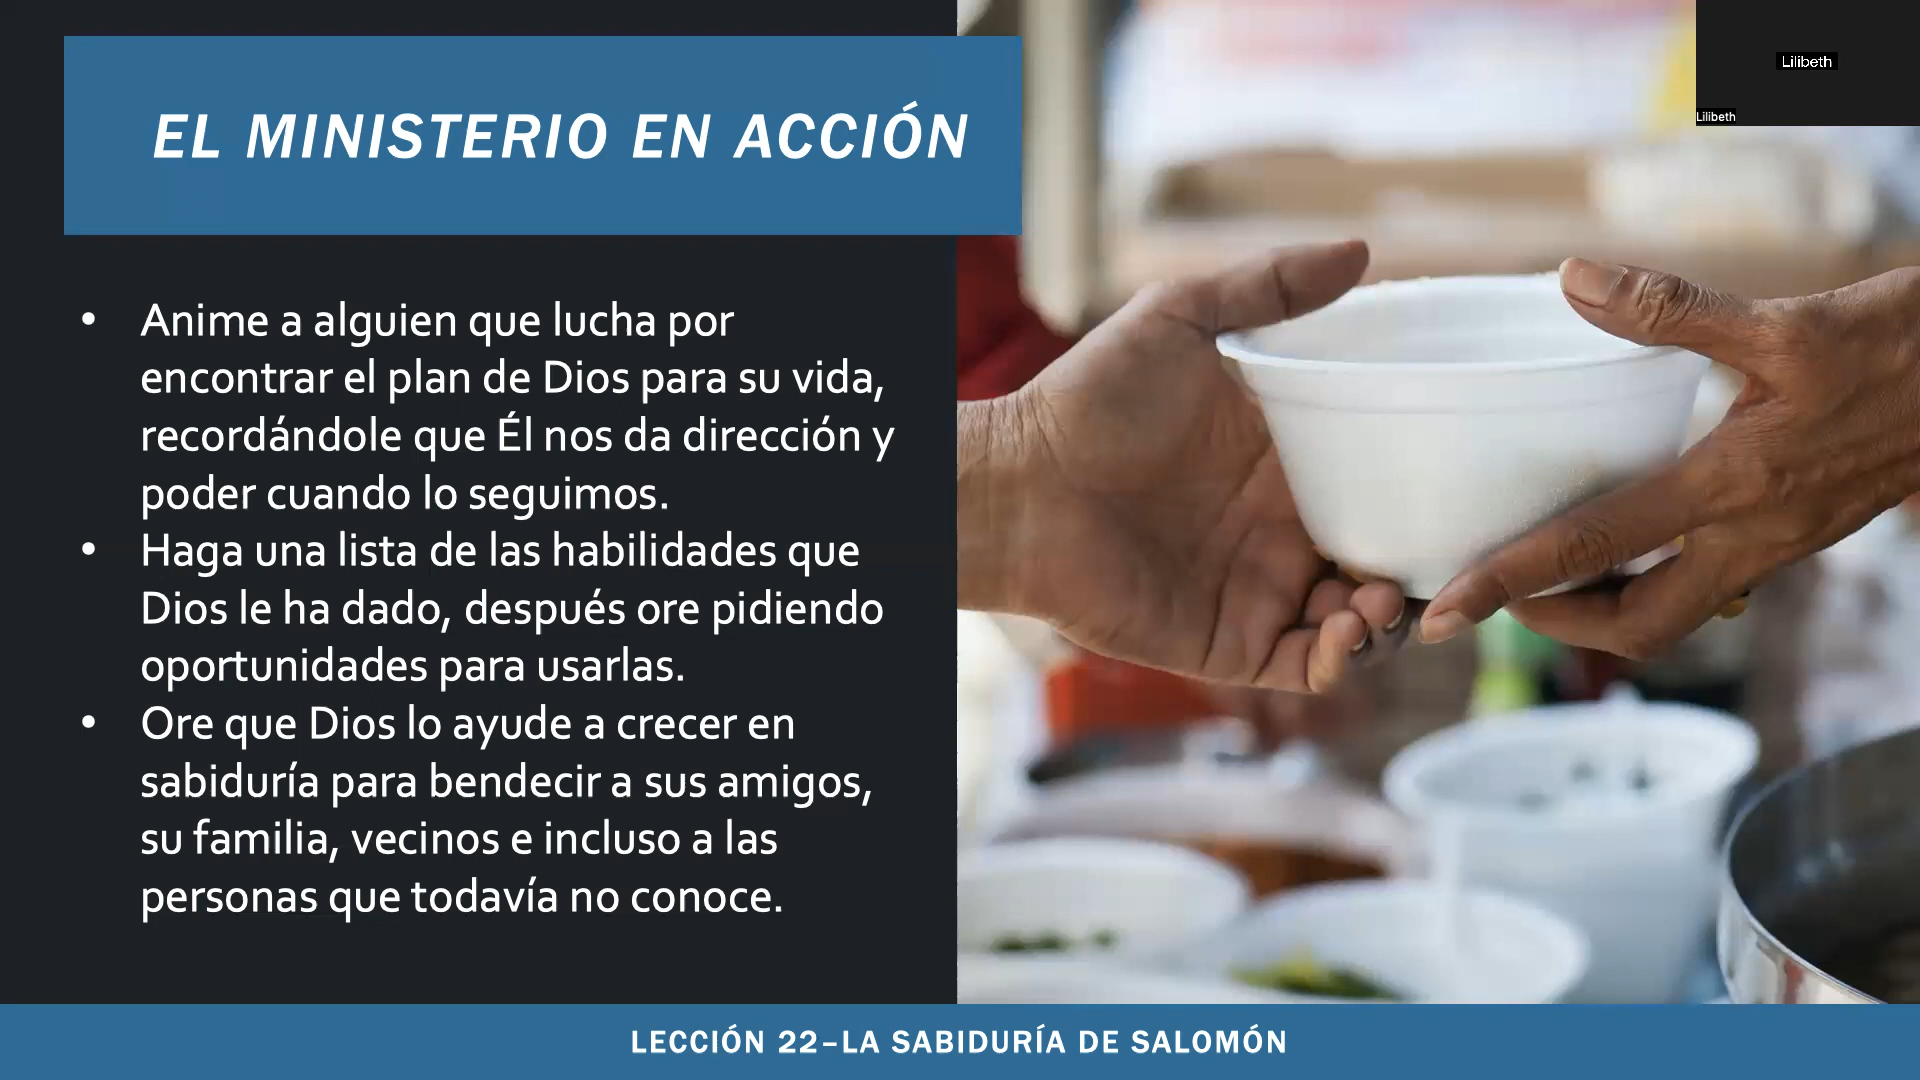 EL MINISTERIO EN ACCIÓN
Lilibeth
Lilibeth
• Anime a alguien que lucha por
encontrar el plan de Dios para su vida,
recordándole que Él nos da dirección y
poder cuando lo seguimos.
• Haga una lista de las habilidades que
Dios le ha dado, después ore pidiendo
oportunidades para usarlas.
• Ore que Dios lo ayude a crecer en
sabiduría para bendecir a sus amigos,
su familia, vecinos e incluso a las
personas que todavía no conoce.
LECCIÓN 22–LA SABIDURÍA DE SALOMÓN